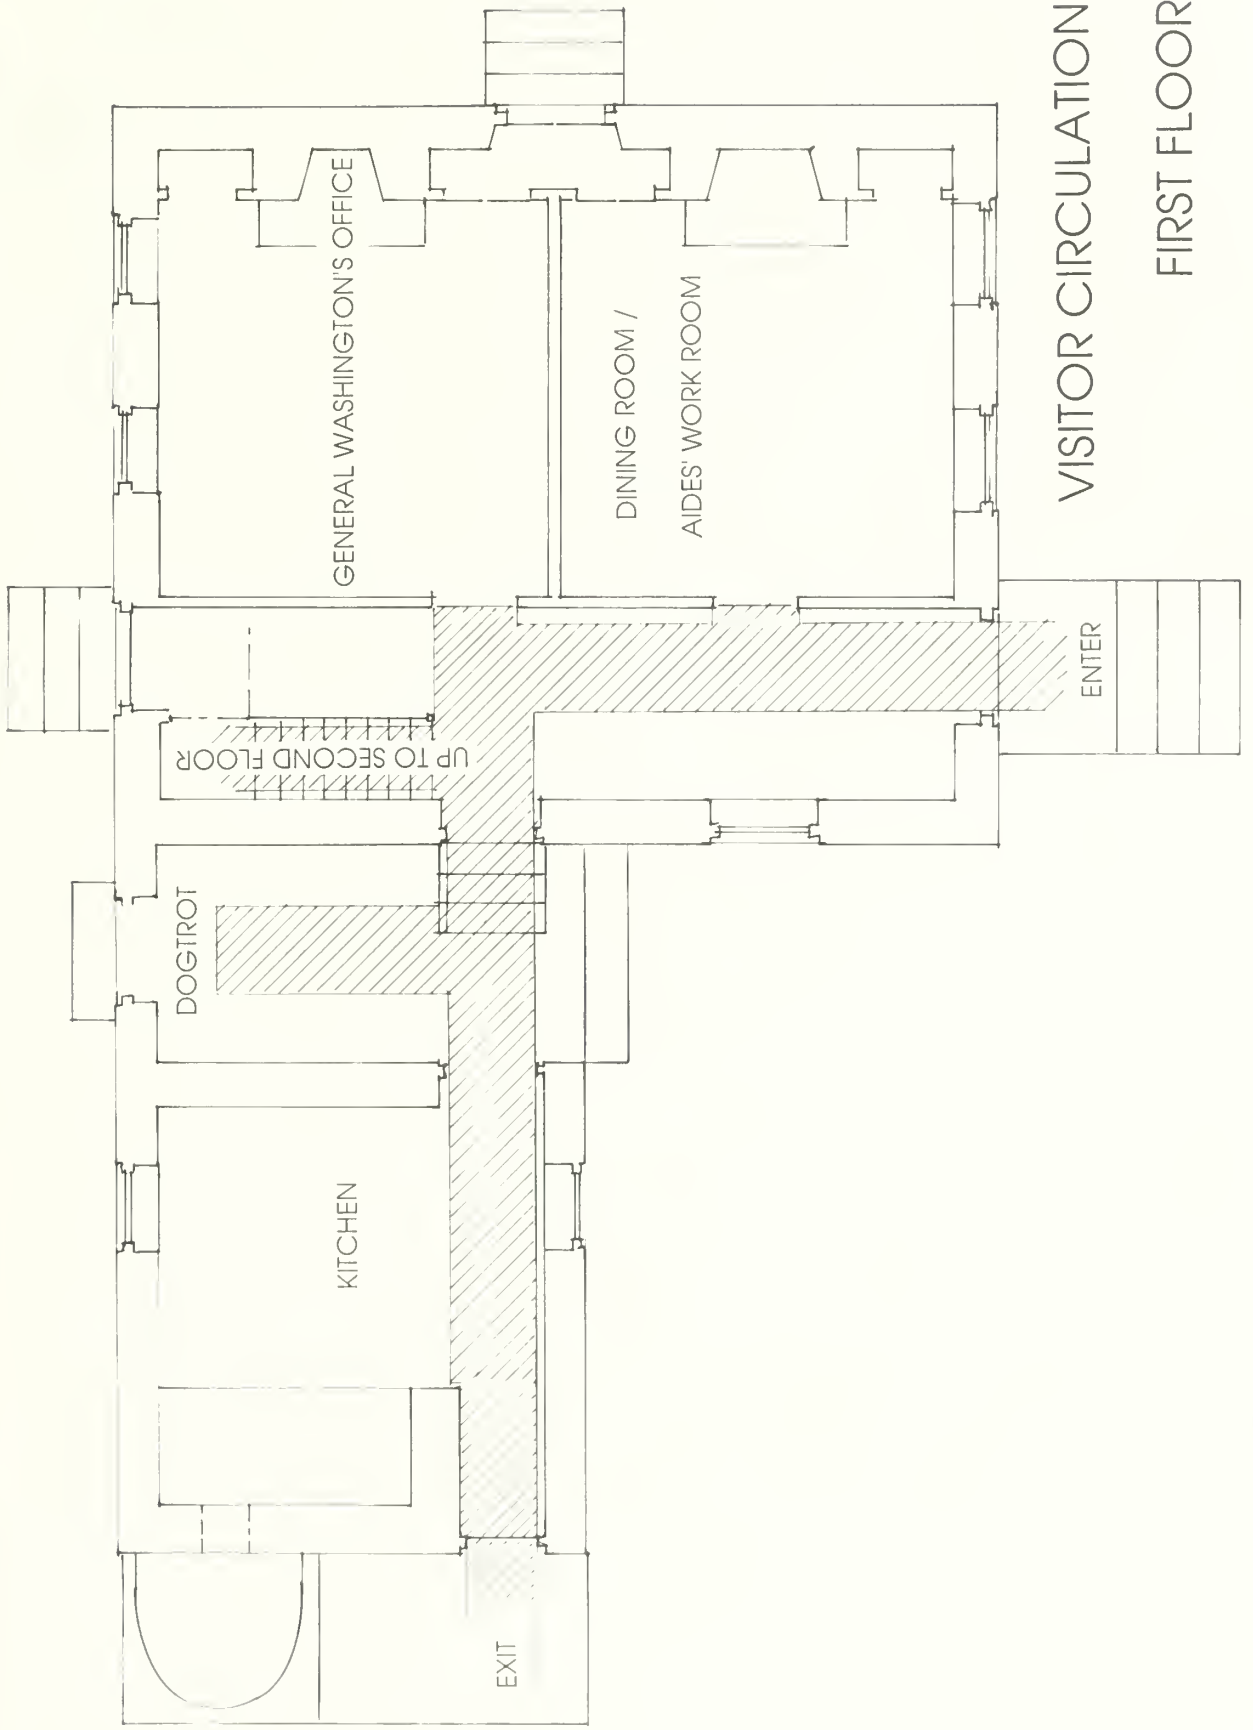 GENERAL WASHINGTON'S OFFICE
DINING ROOM /
AIDES' WORK ROOM
UP TO SECOND FLOOR
ENTER
DOGTROT
KITCHEN
EXIT
VISITOR CIRCULATION
FIRST FLOOR